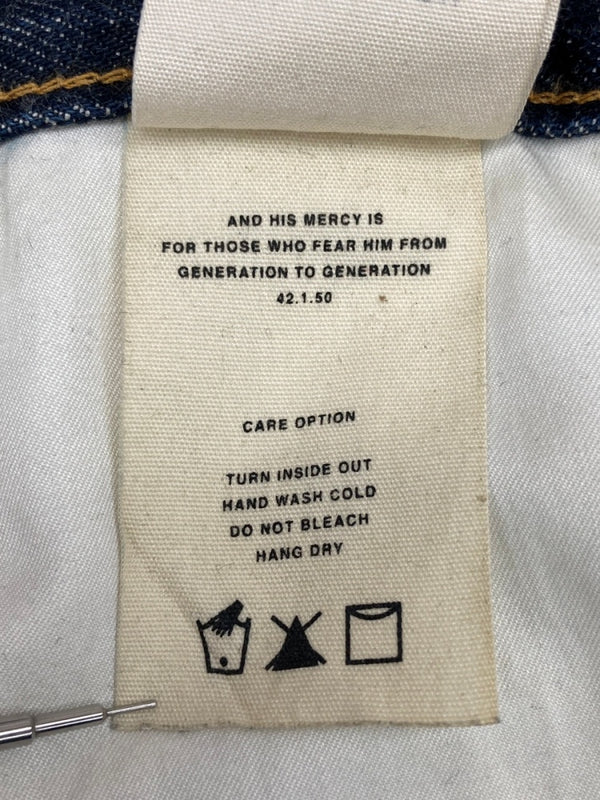 AND HIS MERCY IS
FOR THOSE WHO FEAR HIM FROM
GENERATION TO GENERATION
42.1.50
CARE OPTION
TURN INSIDE OUT
HAND WASH COLD
DO NOT BLEACH
HANG DRY